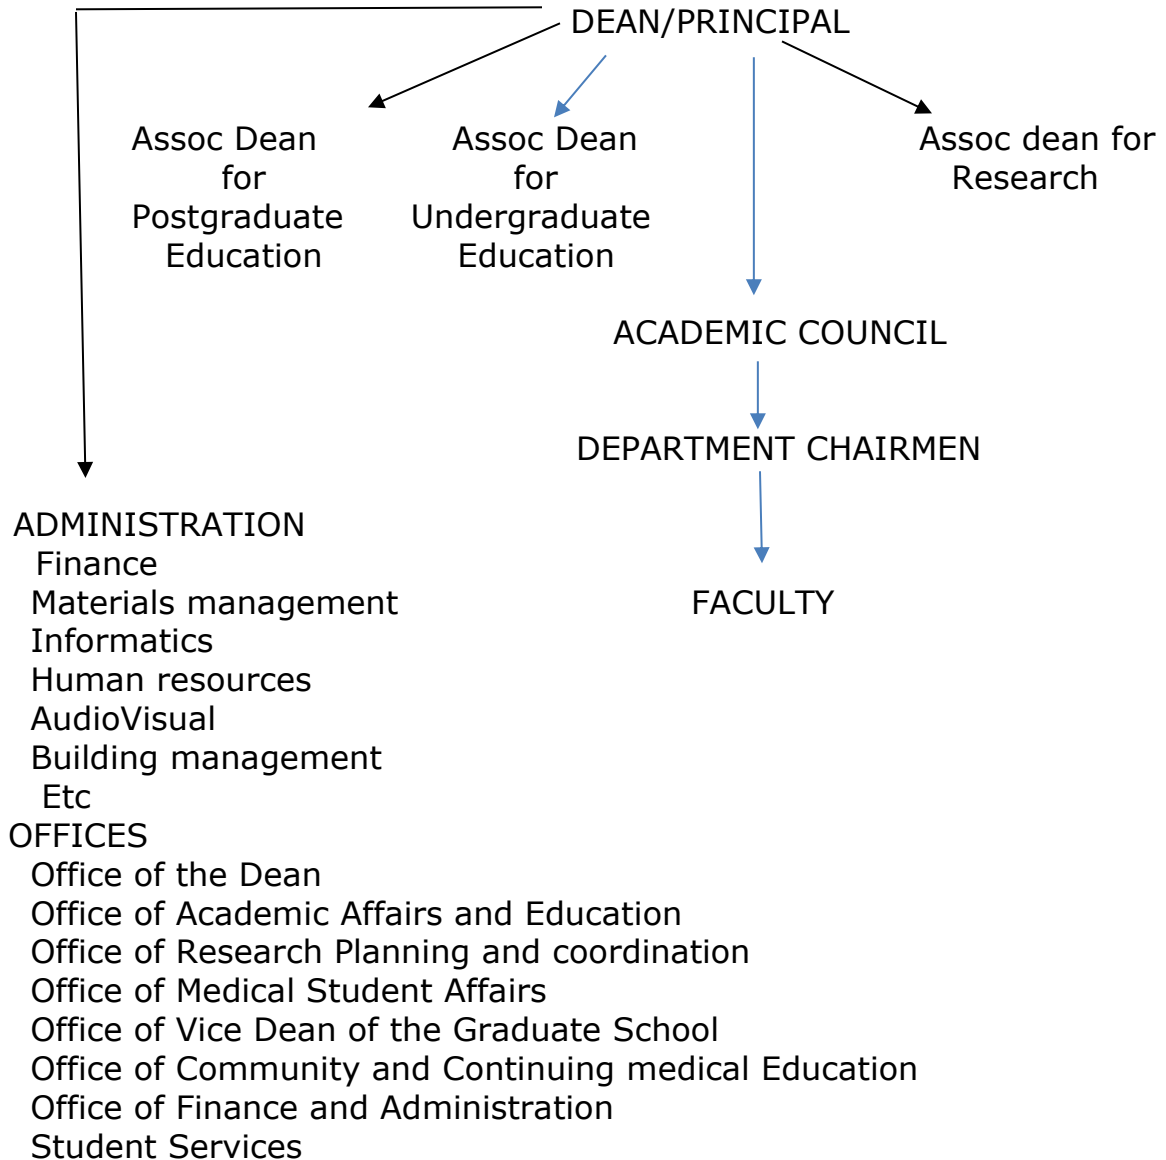 DEAN/PRINCIPAL
Assoc Dean
for
Postgraduate
Education
Assoc Dean
for
Undergraduate
Education
Assoc dean for
Research
ACADEMIC COUNCIL
DEPARTMENT CHAIRMEN
FACULTY
ADMINISTRATION
Finance
Materials management
Informatics
Human resources
AudioVisual
Building management
Etc
OFFICES
Office of the Dean
Office of Academic Affairs and Education
Office of Research Planning and coordination
Office of Medical Student Affairs
Office of Vice Dean of the Graduate School
Office of Community and Continuing medical Education
Office of Finance and Administration
Student Services